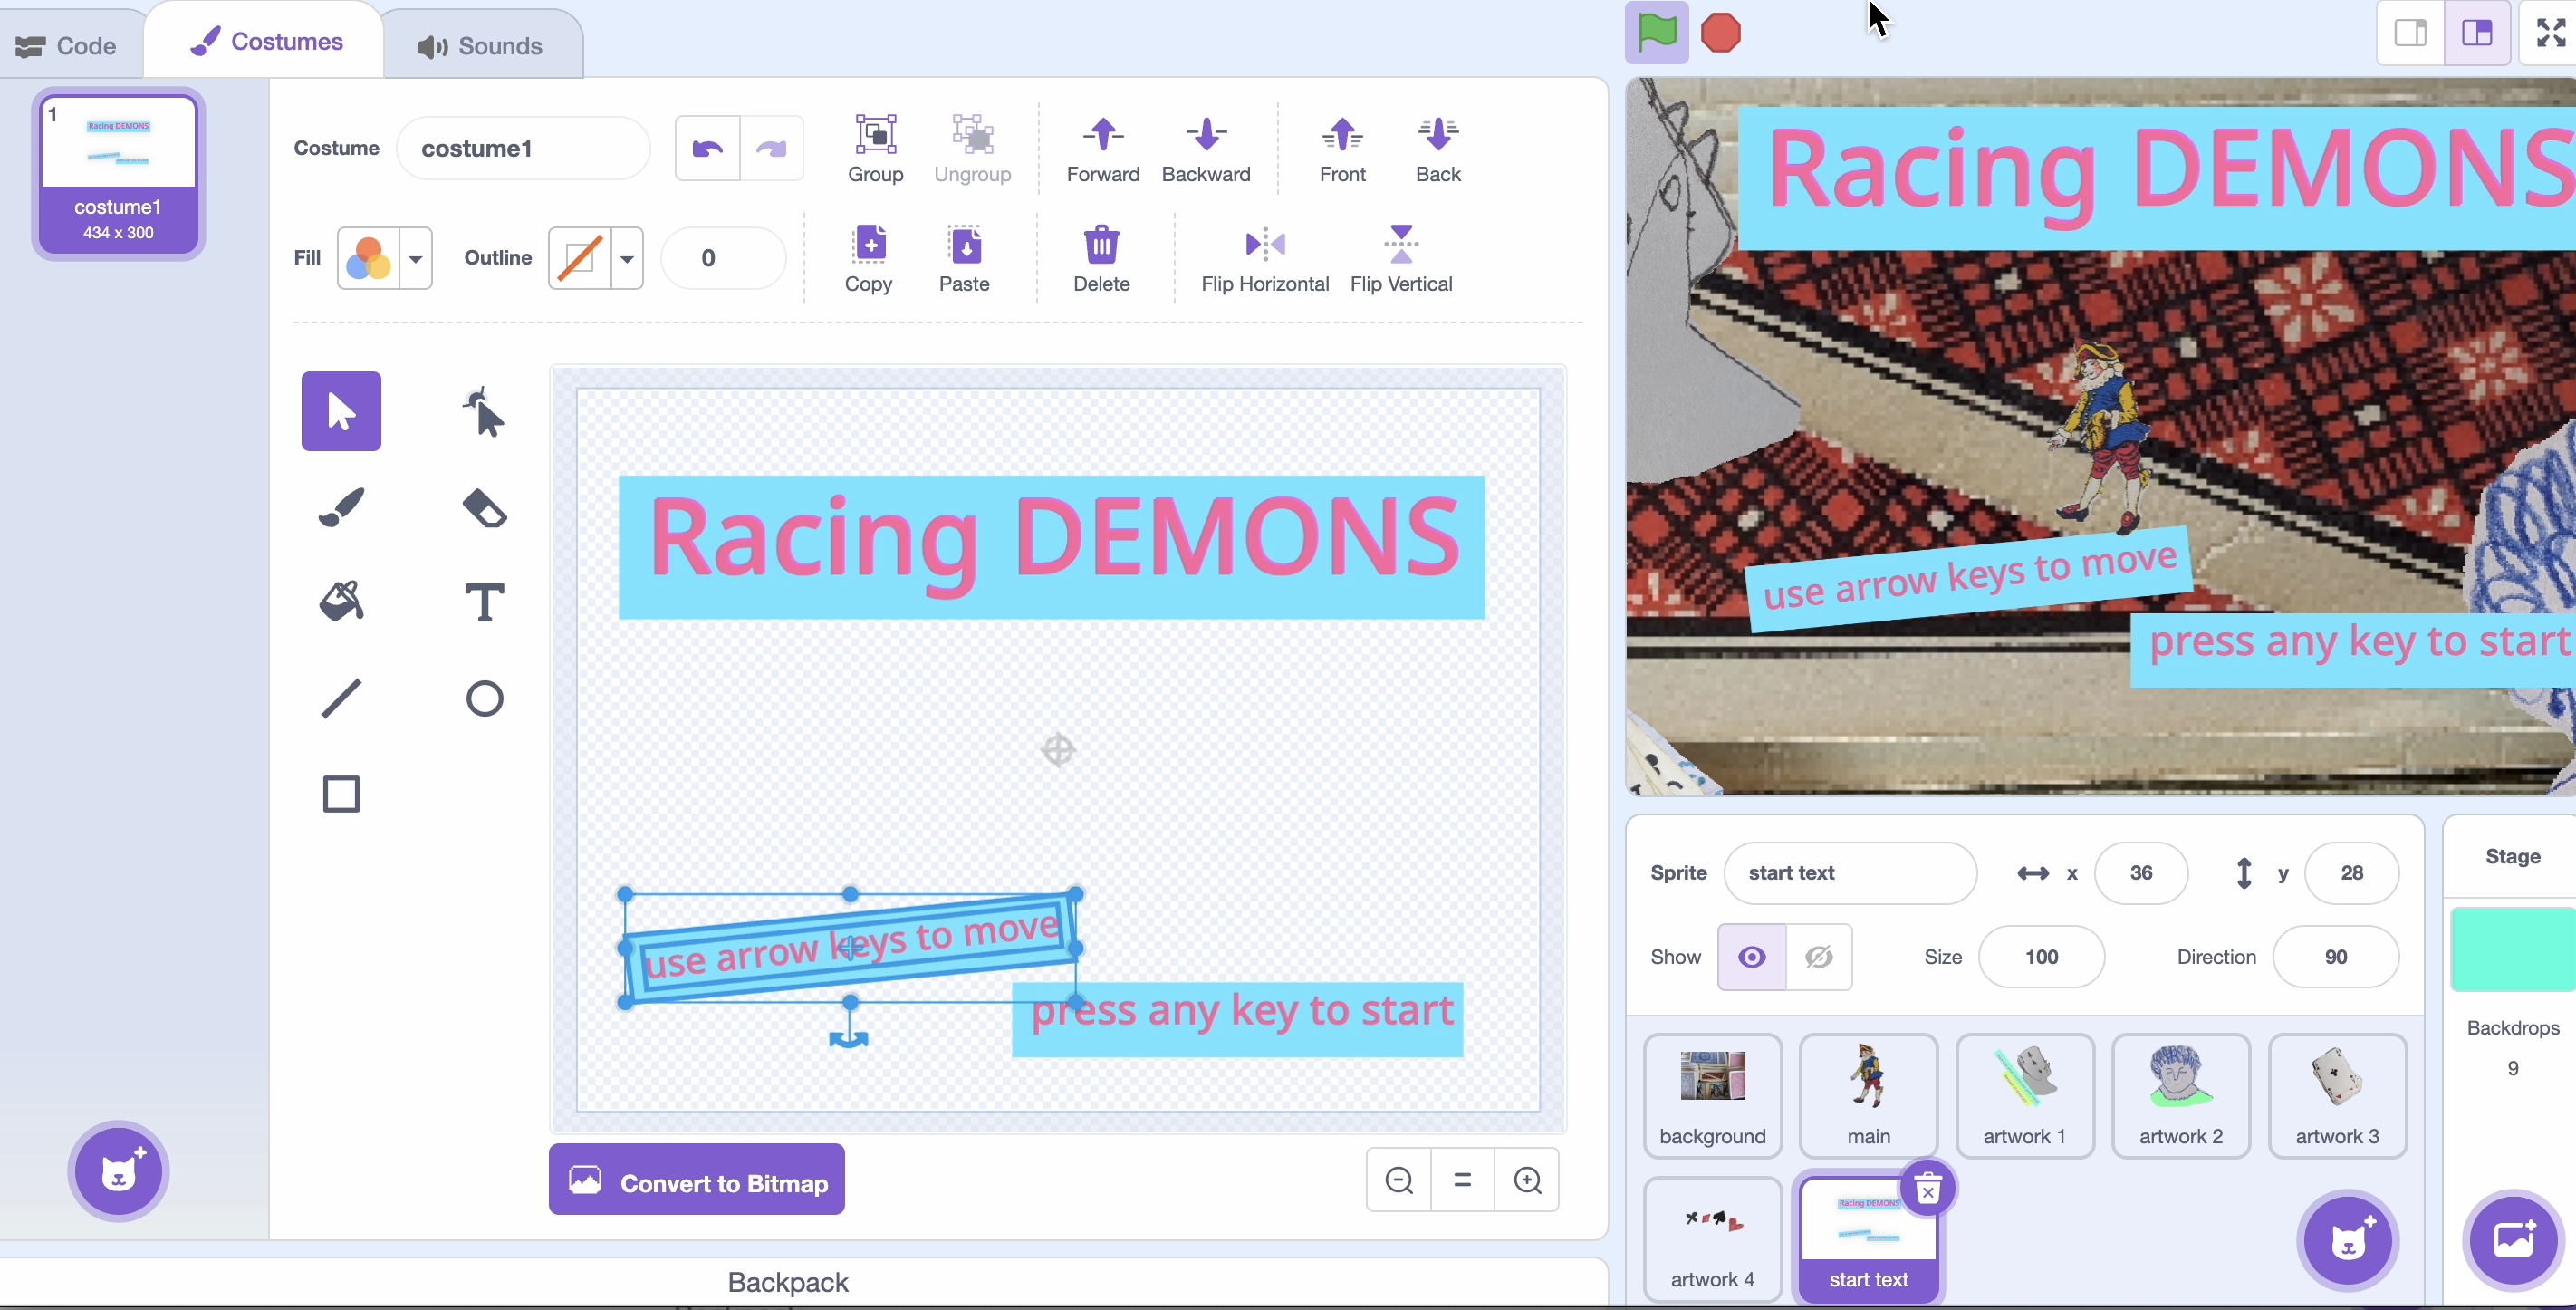 Code
Costumes
Sounds
1
Racing DEMONS
costume1
434 x 300
Costume
costume1
Group
Ungroup
Forward
Backward
Front
Back
Fill
Outline
0
Copy
Paste
Delete
Flip Horizontal
Flip Vertical
Racing DEMONS
use arrow keys to move
press any key to start
Convert to Bitmap
Backpack
Racing DEMONS
use arrow keys to move
press any key to start
Sprite
start text
x
36
y
28
Show
Size
100
Direction
90
Stage
Backdrops
9
background
main
artwork 1
artwork 2
artwork 3
artwork 4
Racing DEMONS
start text